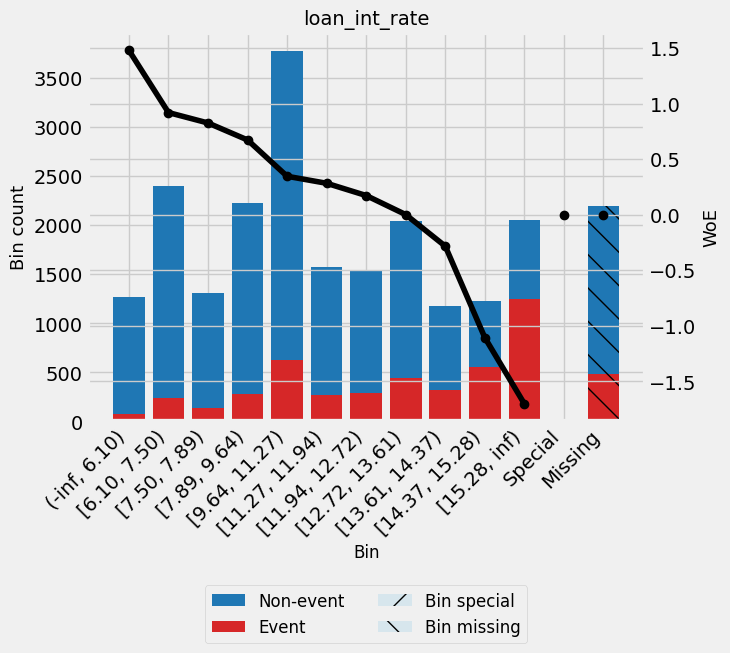 loan_int_rate
Bin count
3500
3000
2500
2000
1500
1000
500
0
1.5
1.0
0.5
0.0
−0.5
−1.0
−1.5
WoE
(-inf, 6.10)
[6.10, 7.50)
[7.50, 7.89)
[7.89, 9.64)
[9.64, 11.27)
[11.27, 11.94)
[11.94, 12.72)
[12.72, 13.61)
[13.61, 14.37)
[14.37, 15.28)
[15.28, inf)
Special
Missing
Bin
Non-event
Event
Bin special
Bin missing